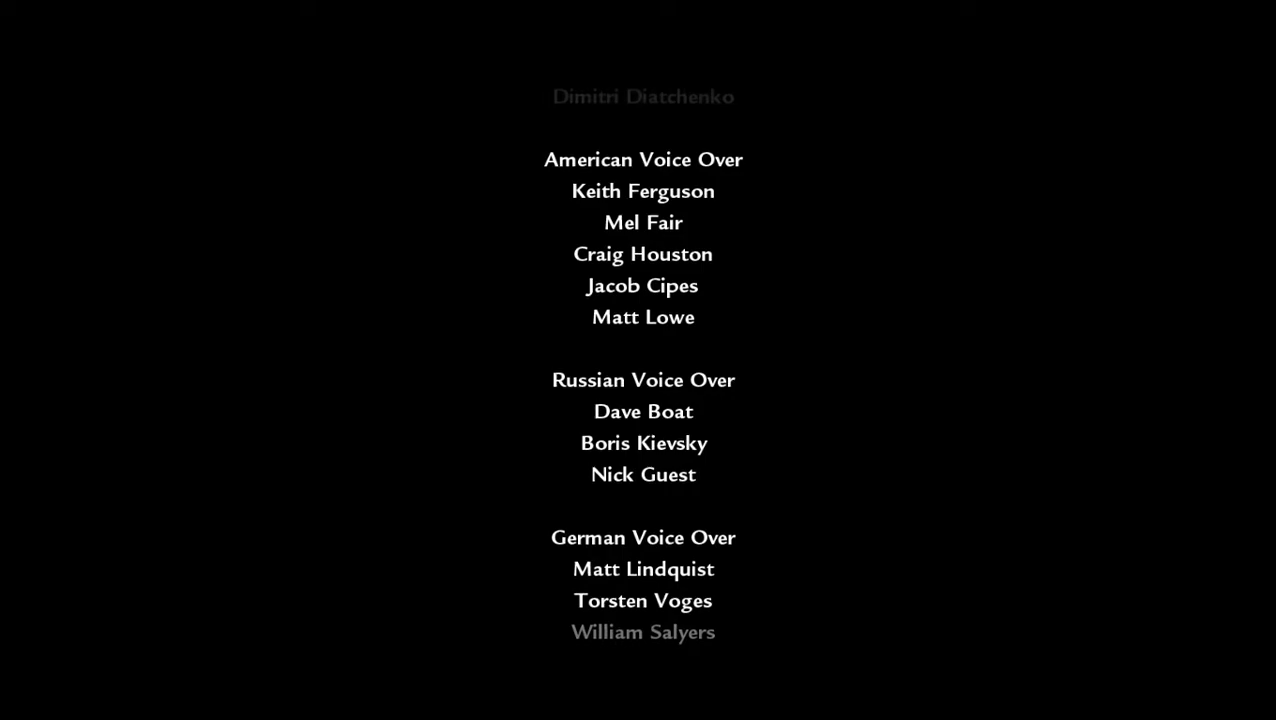 Dimitri Diatchenko
American Voice Over
Keith Ferguson
Mel Fair
Craig Houston
Jacob Cipes
Matt Lowe
Russian Voice Over
Dave Boat
Boris Kievsky
Nick Guest
German Voice Over
Matt Lindquist
Torsten Voges
William Salyers